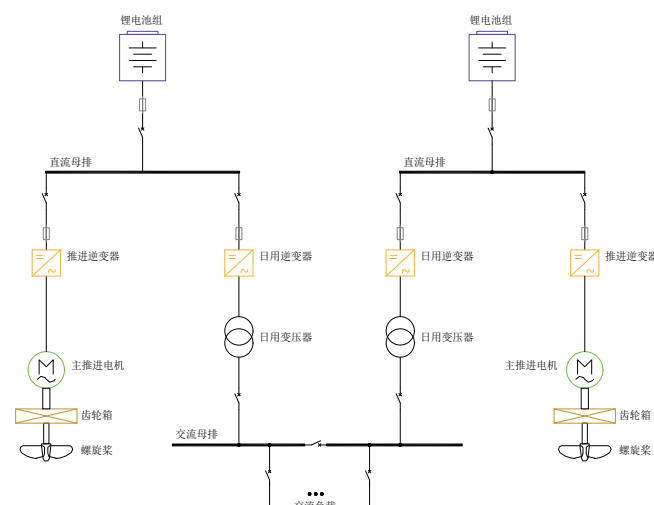 锂电池组
锂电池组
直流母排
直流母排
推进逆变器
日用逆变器
日用逆变器
推进逆变器
日用变压器
日用变压器
主推进电机
主推进电机
齿轮箱
齿轮箱
交流母排
螺旋桨
螺旋桨